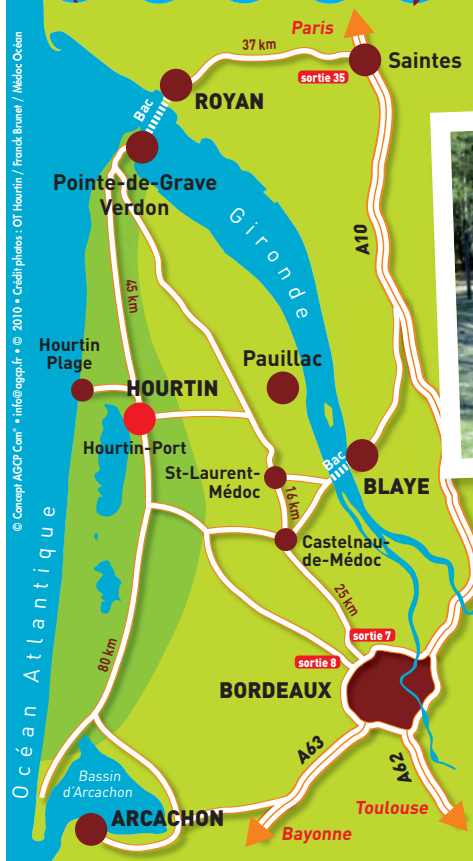 Paris
37 km
sortie 35
Saintes
ROYAN
Bac
Pointe-de-Grave
Verdon
Gironde
A10
45 km
Hourtin
Plage
HOURTIN
Hourtin-Port
Pauillac
St-Laurent-
Médoc
Bac
BLAYE
16 km
Castelnau-
de-Médoc
25 km
sortie 7
sortie 8
BORDEAUX
80 km
Océan Atlantique
A63
A62
Bassin
d'Arcachon
ARCACHON
Toulouse
Bayonne
© Concept AGCP Com° • info@agcp.fr • © 2010 • Crédit photos : OT Hourtin / Franck Brunet / Médoc Océan